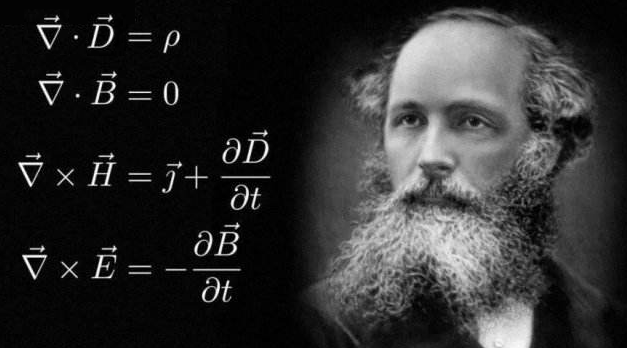 ∇⃗ · D⃗ = ρ
∇⃗ · B⃗ = 0
∇⃗ × H⃗ = ȷ⃗ + ∂D⃗/∂t
∇⃗ × E⃗ = −∂B⃗/∂t